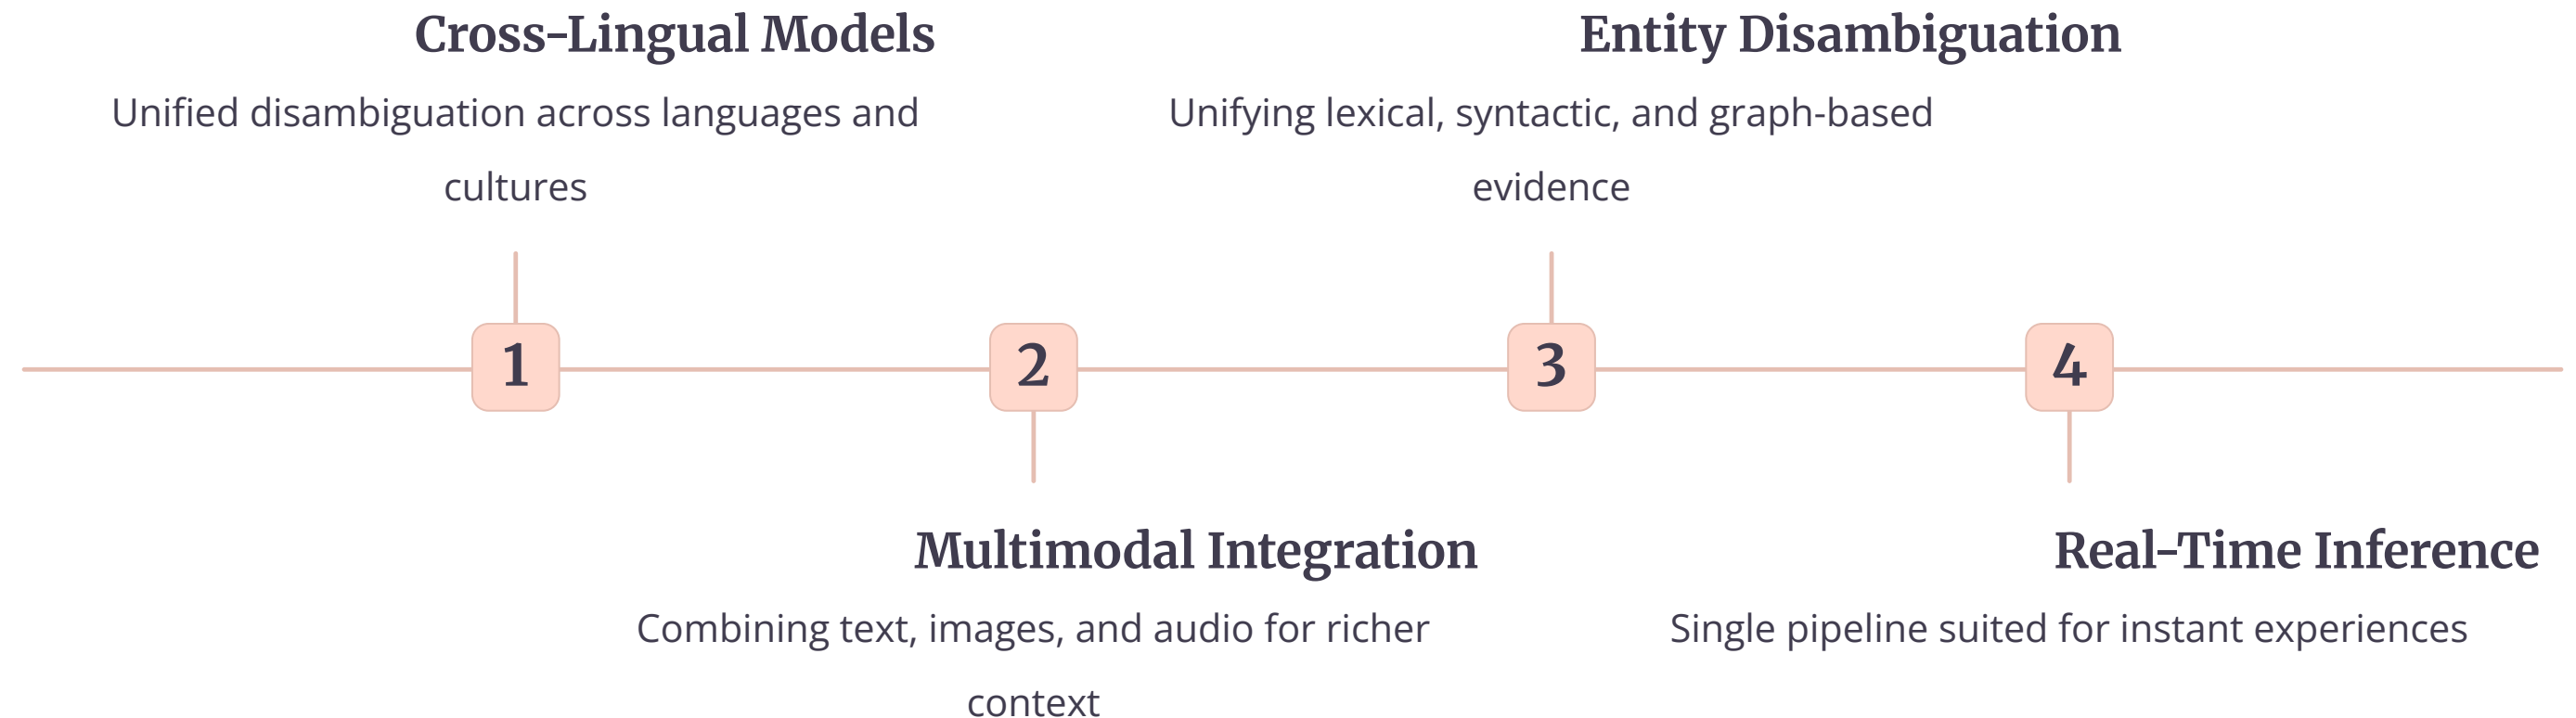 Cross-Lingual Models
Unified disambiguation across languages and
cultures
1
2
Multimodal Integration
Combining text, images, and audio for richer
context
Entity Disambiguation
Unifying lexical, syntactic, and graph-based
evidence
3
4
Real-Time Inference
Single pipeline suited for instant experiences